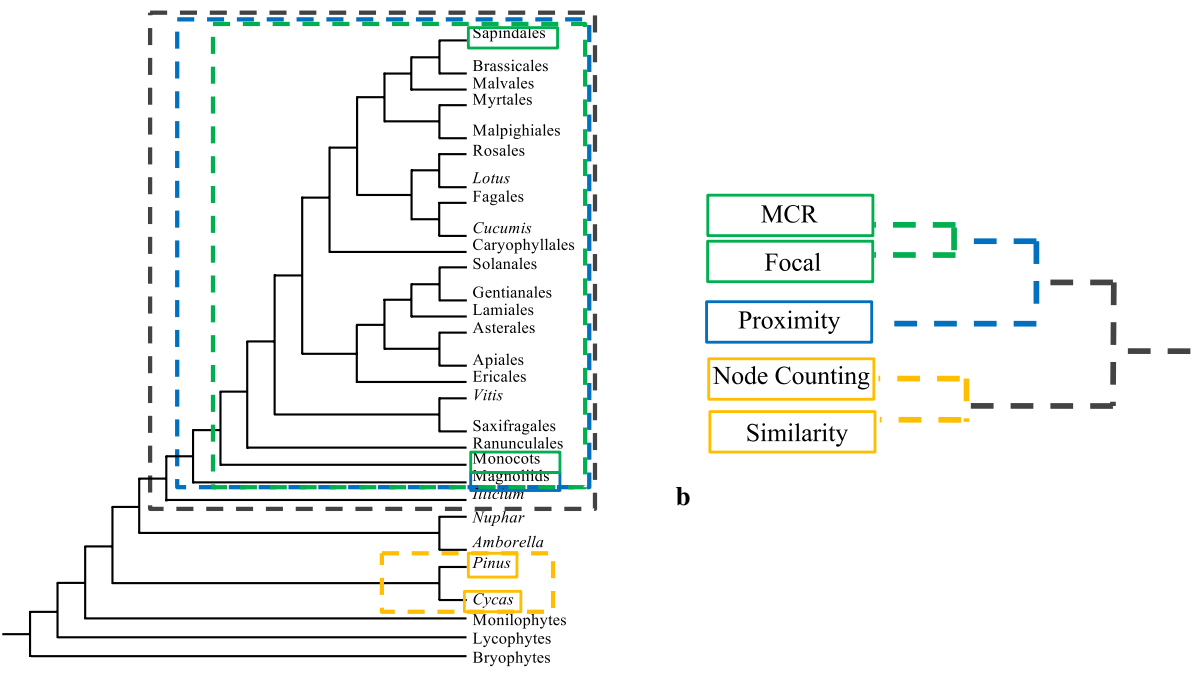 Sapindales
Brassicales
Malvales
Myrtales
Malpighiales
Rosales
Lotus
Fagales
Cucumis
Caryophyllales
Solanales
Gentianales
Lamiales
Asterales
Apiales
Ericales
Vitis
Saxifragales
Ranunculales
Monocots
Magnoliids
Illicium
Nuphar
Amborella
Pinus
Cycas
Monilophytes
Lycophytes
Bryophytes
MCR
Focal
Proximity
Node Counting
Similarity
b